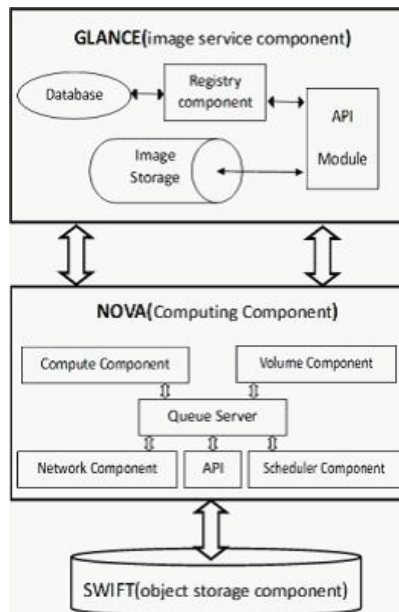 GLANCE(image service component)
Database
Registry
component
API
Module
Image
Storage
NOVA(Computing Component)
Compute Component
Volume Component
Queue Server
Network Component
API
Scheduler Component
SWIFT(object storage component)